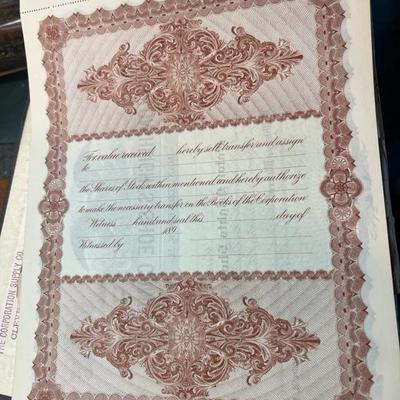 For value received hereby sell, transfer and assign
to
the Shares of Stock within mentioned and hereby authorize
to make the necessary transfer on the Books of the Corporation
Witness hand and seal this day of
189
Witnessed by
THE CORPORATION SUPPLY CO.